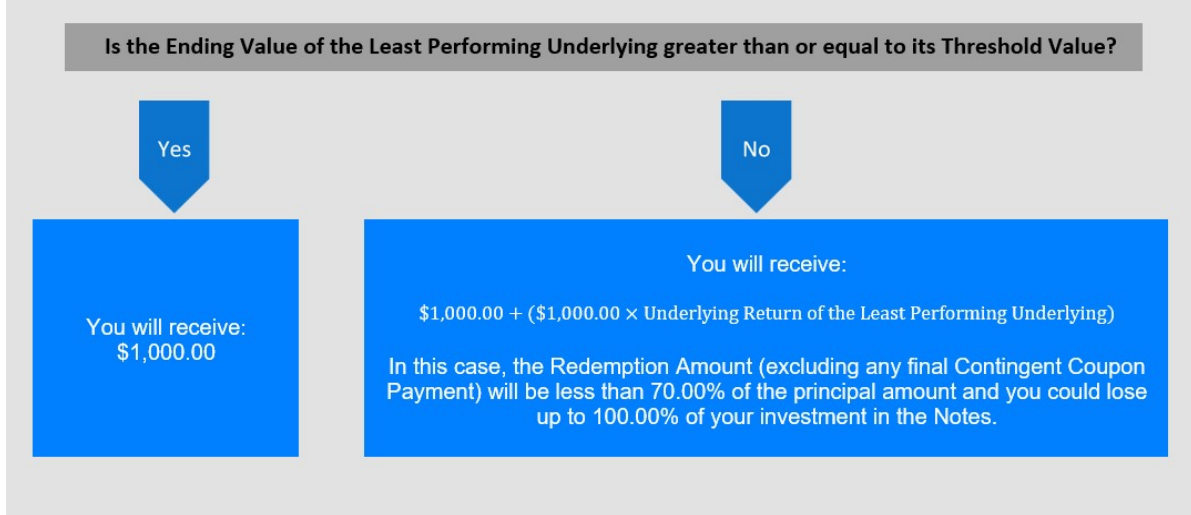 Is the Ending Value of the Least Performing Underlying greater than or equal to its Threshold Value?
Yes
No
You will receive:
$1,000.00
You will receive:
$1,000.00 + ($1,000.00 × Underlying Return of the Least Performing Underlying)
In this case, the Redemption Amount (excluding any final Contingent Coupon
Payment) will be less than 70.00% of the principal amount and you could lose
up to 100.00% of your investment in the Notes.